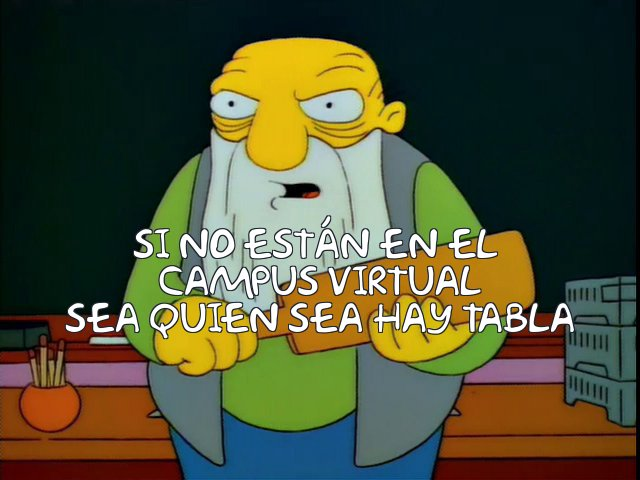 SI NO ESTÁN EN EL
CAMPUS VIRTUAL
SEA QUIEN SEA HAY TABLA